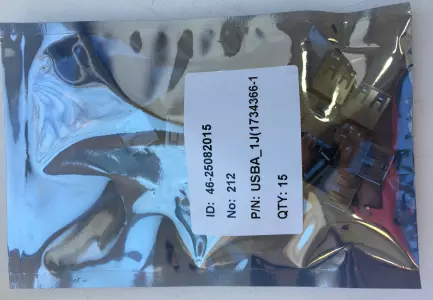 ID: 46-25082015
No: 212
P/N: USBA_1J(1734366-1
QTY: 15